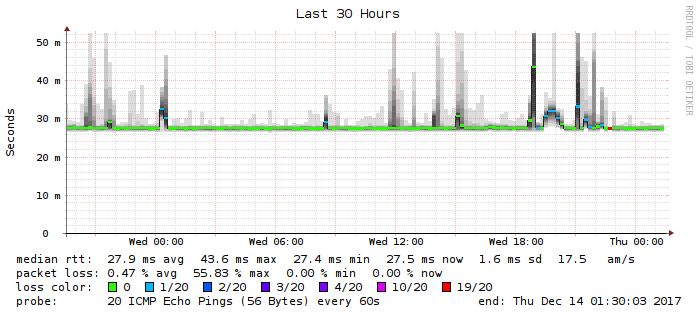 Last 30 Hours
RRDTOOL / TOBI OETIKER
Seconds
50 m
40 m
30 m
20 m
10 m
0
Wed 00:00 Wed 06:00 Wed 12:00 Wed 18:00 Thu 00:00
median rtt: 27.9 ms avg 43.6 ms max 27.4 ms min 27.5 ms now 1.6 ms sd 17.5 am/s
packet loss: 0.47 % avg 55.83 % max 0.00 % min 0.00 % now
loss color: 0 1/20 2/20 3/20 4/20 10/20 19/20
probe: 20 ICMP Echo Pings (56 Bytes) every 60s end: Thu Dec 14 01:30:03 2017